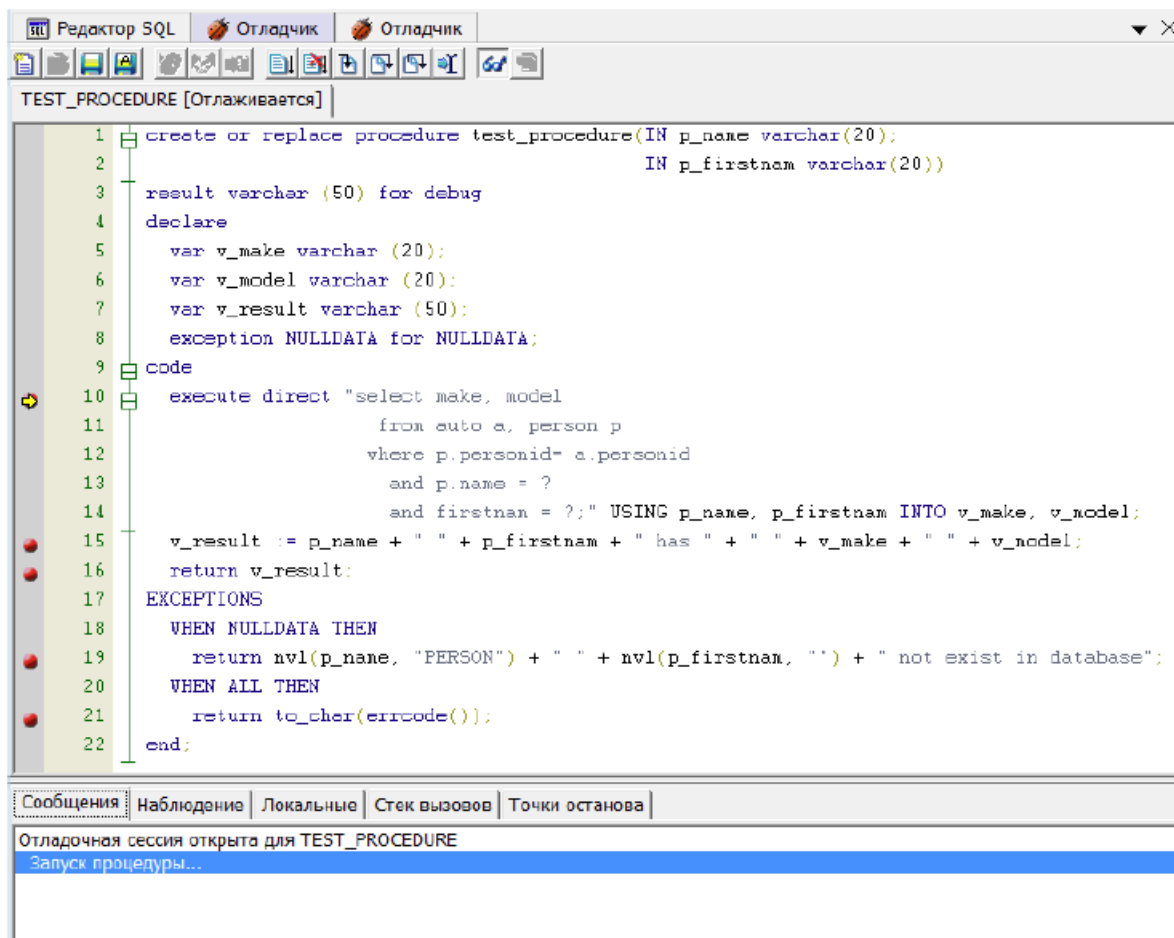 Редактор SQL Отладчик Отладчик
TEST_PROCEDURE [Отлаживается]
1 create or replace procedure test_procedure(IN p_name varchar(20);
2 IN p_firstnam varchar(20))
3 result varchar (50) for debug
4 declare
5 var v_make varchar (20);
6 var v_model varchar (20);
7 var v_result varchar (50);
8 exception NULLDATA for NULLDATA;
9 code
10 execute direct "select make, model
11 from auto a, person p
12 where p.personid= a.personid
13 and p.name = ?
14 and firstnam = ?;" USING p_name, p_firstnam INTO v_make, v_model;
15 v_result := p_name + " " + p_firstnam + " has " + " " + v_make + " " + v_model;
16 return v_result;
17 EXCEPTIONS
18 WHEN NULLDATA THEN
19 return nvl(p_name, "PERSON") + " " + nvl(p_firstnam, "") + " not exist in database";
20 WHEN ALL THEN
21 return to_char(errcode());
22 end;
Сообщения Наблюдение Локальные Стек вызовов Точки останова
Отладочная сессия открыта для TEST_PROCEDURE
Запуск процедуры...